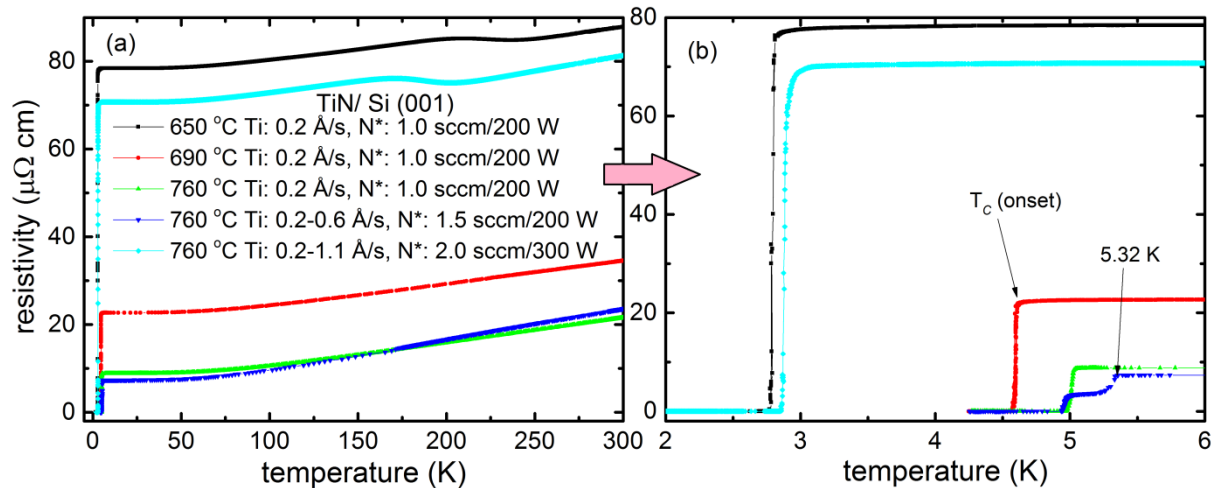 (a)
TiN/ Si (001)
650 °C Ti: 0.2 Å/s, N*: 1.0 sccm/200 W
690 °C Ti: 0.2 Å/s, N*: 1.0 sccm/200 W
760 °C Ti: 0.2 Å/s, N*: 1.0 sccm/200 W
760 °C Ti: 0.2-0.6 Å/s, N*: 1.5 sccm/200 W
760 °C Ti: 0.2-1.1 Å/s, N*: 2.0 sccm/300 W
resistivity (μΩ cm)
80
60
40
20
0
0 50 100 150 200 250 300
temperature (K)
(b)
T_C (onset)
5.32 K
80
60
40
20
0
2 3 4 5 6
temperature (K)